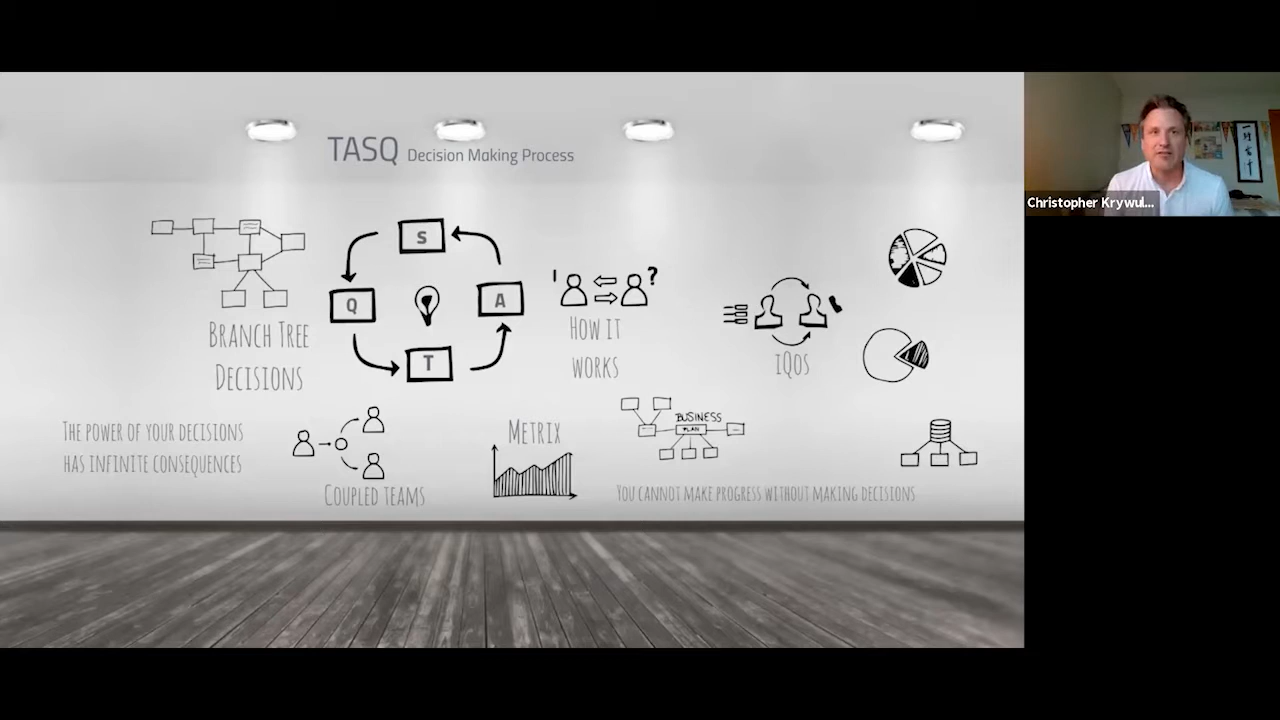 TASQ Decision Making Process
Christopher Krywul...
S
Q
A
T
!
?
BRANCH TREE
DECISIONS
HOW IT
WORKS
iQOS
THE POWER OF YOUR DECISIONS
HAS INFINITE CONSEQUENCES
COUPLED TEAMS
METRIX
BUSINESS
PLAN
YOU CANNOT MAKE PROGRESS WITHOUT MAKING DECISIONS